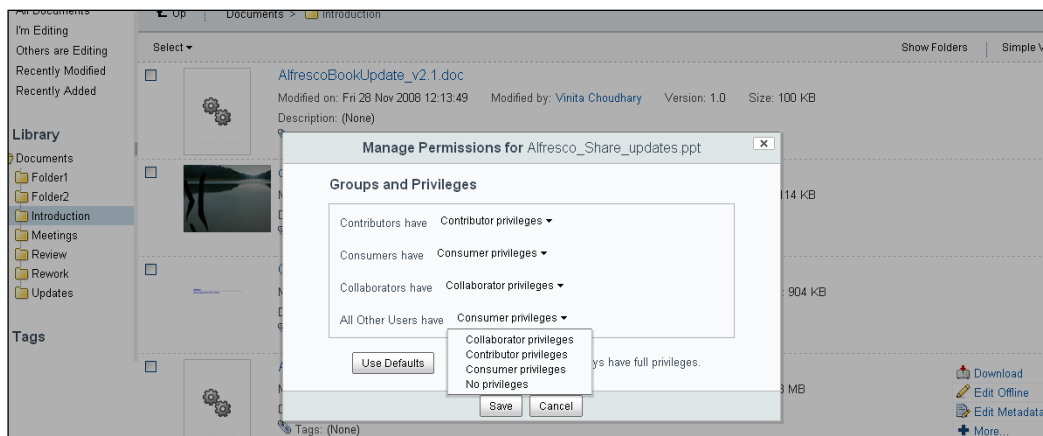 All Documents
I'm Editing
Others are Editing
Recently Modified
Recently Added
Library
Documents
Folder1
Folder2
Introduction
Meetings
Review
Rework
Updates
Tags
Up
Documents > Introduction
Select
Show Folders
Simple V
AlfrescoBookUpdate_v2.1.doc
Modified on: Fri 28 Nov 2008 12:13:49 Modified by: Vinita Choudhary Version: 1.0 Size: 100 KB
Description: (None)
114 KB
: 904 KB
MB
Manage Permissions for Alfresco_Share_updates.ppt
Groups and Privileges
Contributors have Contributor privileges
Consumers have Consumer privileges
Collaborators have Collaborator privileges
All Other Users have Consumer privileges
Collaborator privileges
Contributor privileges
Consumer privileges
No privileges
Use Defaults
ys have full privileges.
Save
Cancel
Tags: (None)
Download
Edit Offline
Edit Metadata
More...